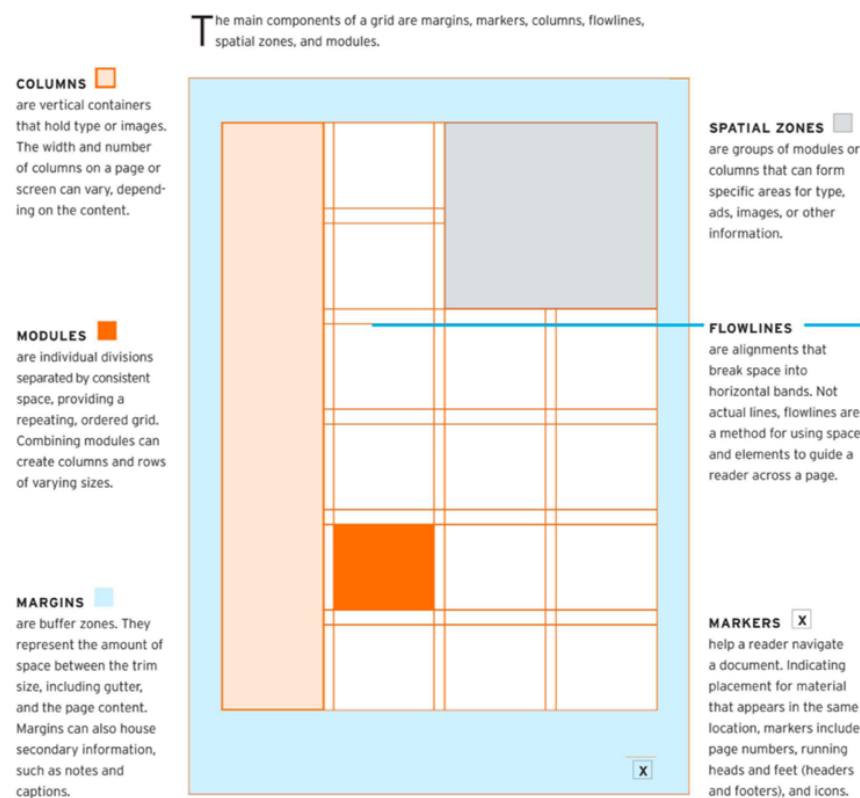 The main components of a grid are margins, markers, columns, flowlines,
spatial zones, and modules.
COLUMNS
are vertical containers
that hold type or images.
The width and number
of columns on a page or
screen can vary, depend-
ing on the content.
MODULES
are individual divisions
separated by consistent
space, providing a
repeating, ordered grid.
Combining modules can
create columns and rows
of varying sizes.
MARGINS
are buffer zones. They
represent the amount of
space between the trim
size, including gutter,
and the page content.
Margins can also house
secondary information,
such as notes and
captions.
X
SPATIAL ZONES
are groups of modules or
columns that can form
specific areas for type,
ads, images, or other
information.
FLOWLINES
are alignments that
break space into
horizontal bands. Not
actual lines, flowlines are
a method for using space
and elements to guide a
reader across a page.
MARKERS X
help a reader navigate
a document. Indicating
placement for material
that appears in the same
location, markers include
page numbers, running
heads and feet (headers
and footers), and icons.